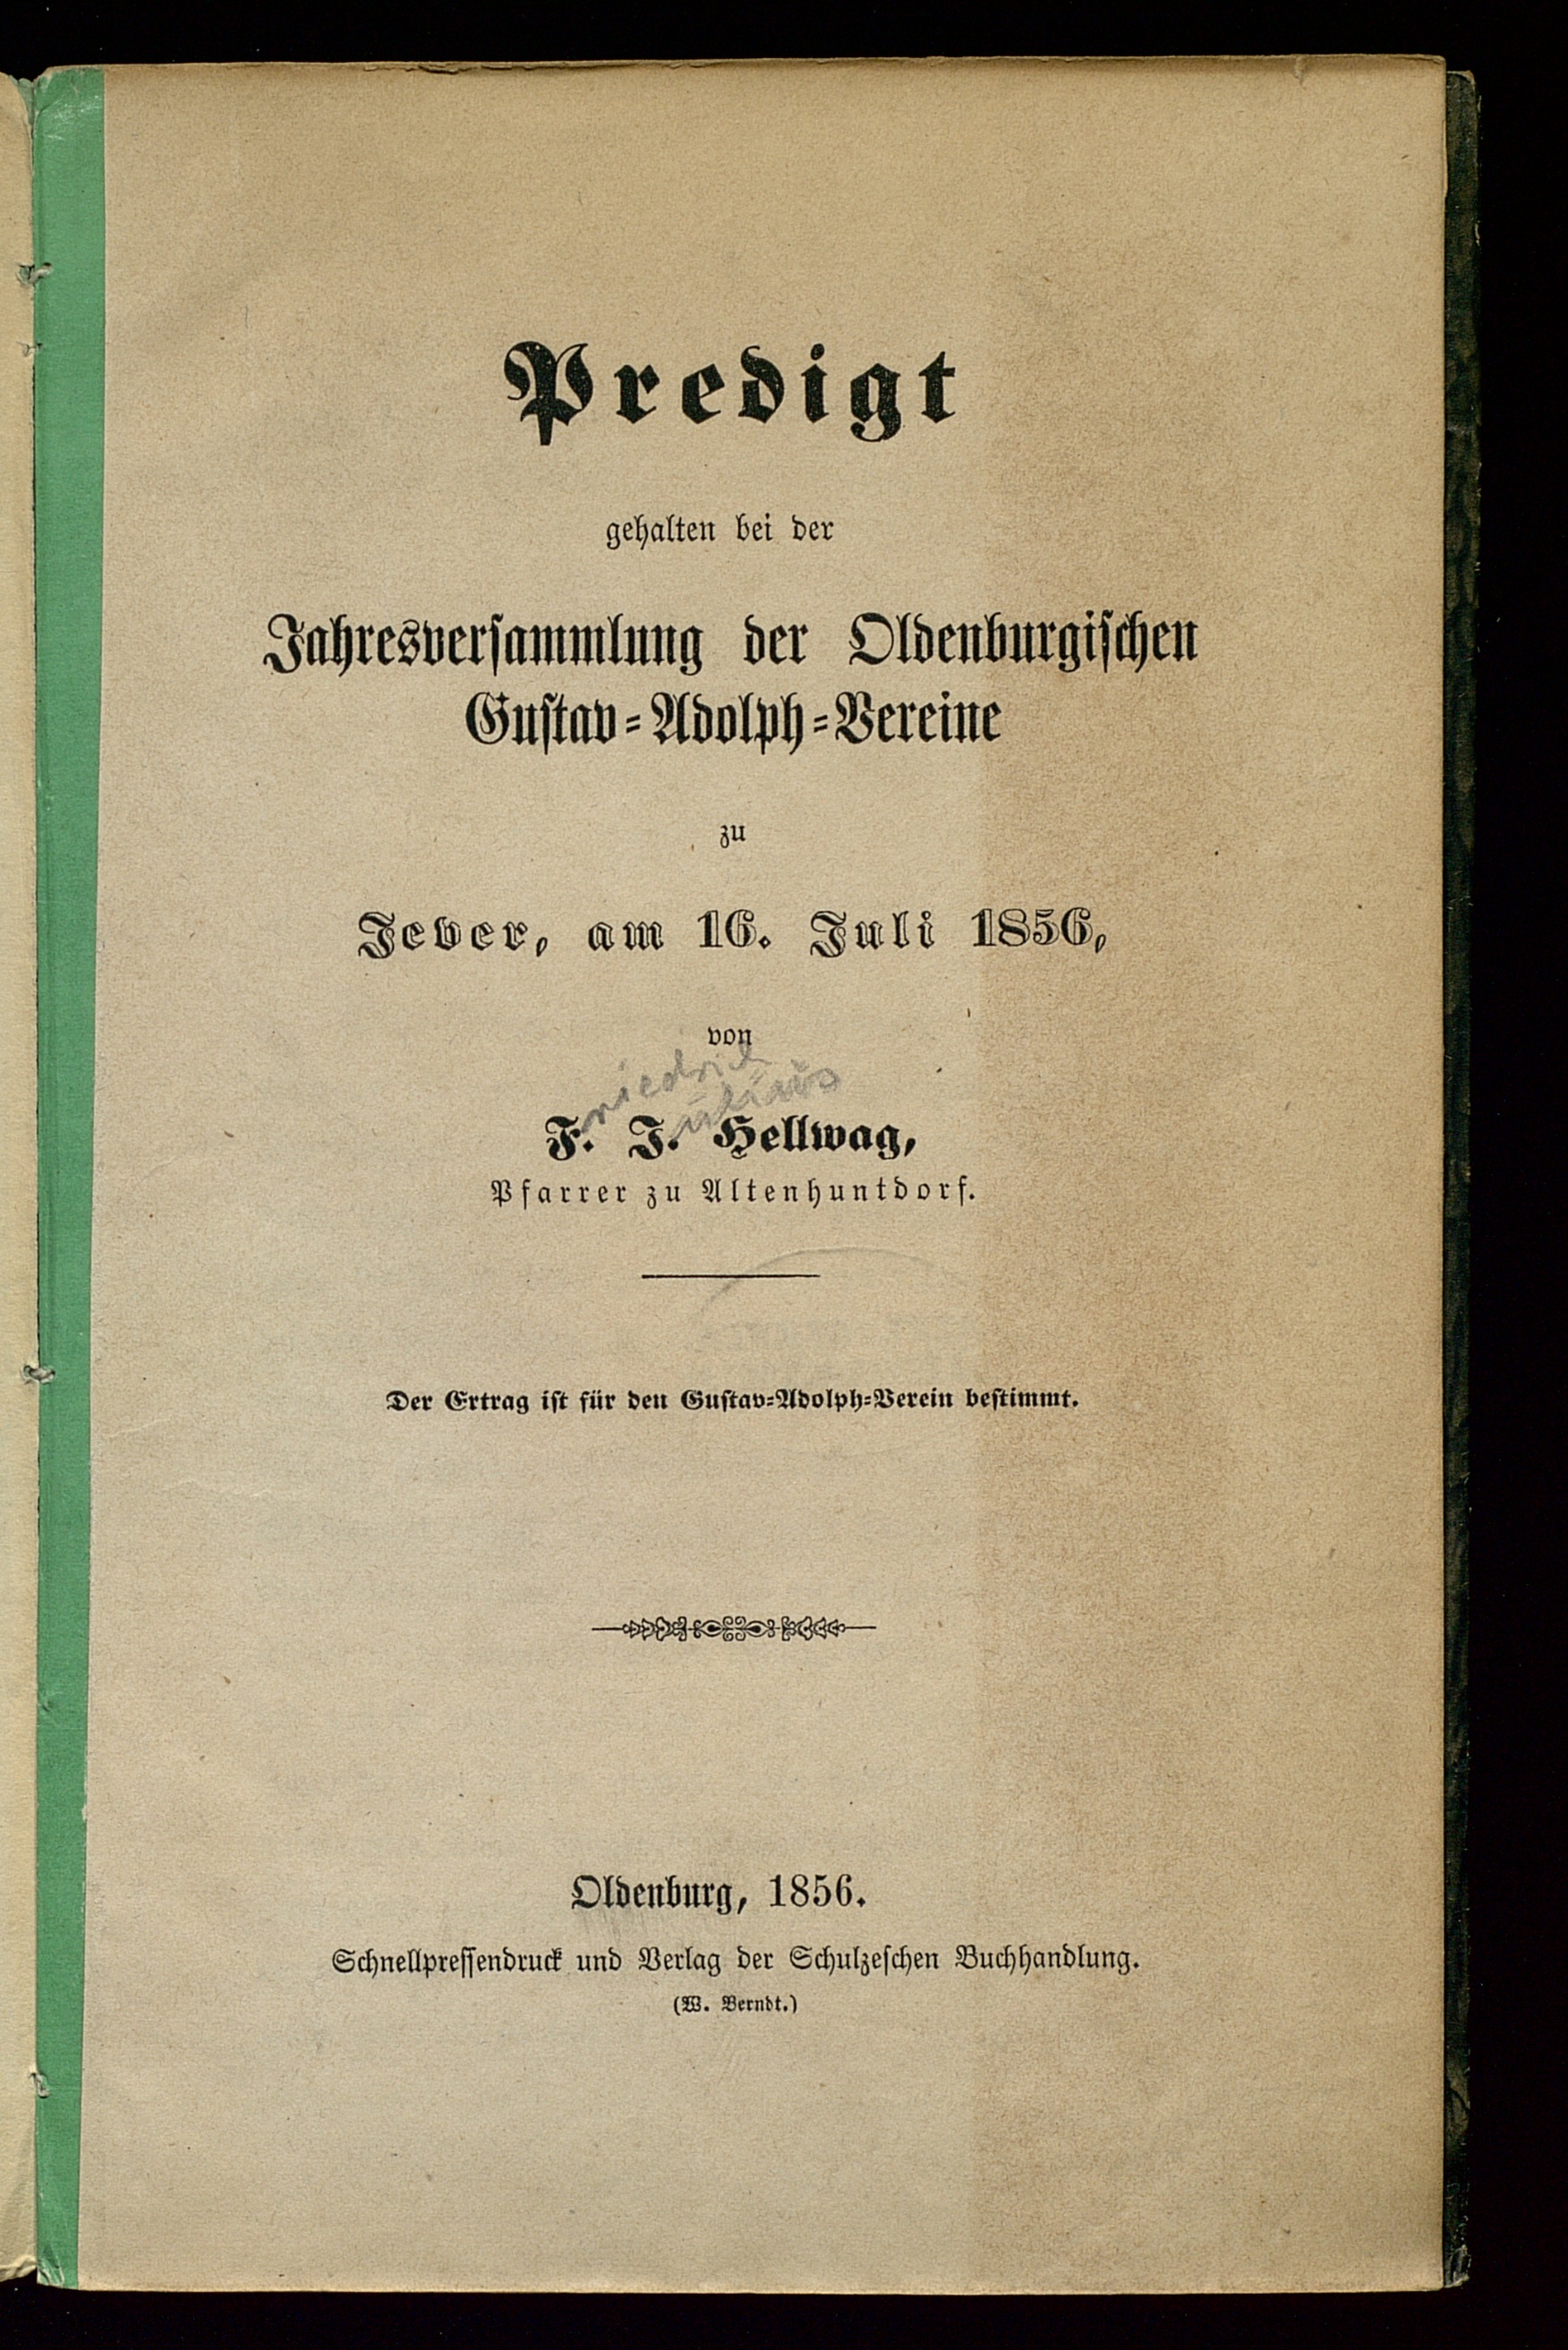 Predigt
gehalten bei der
Jahresversammlung der Oldenburgischen
Gustav-Adolph-Vereine
zu
Jever, am 16. Juli 1856,
von
riedrich
ulius
F. J. Hellwag,
Pfarrer zu Altenhuntdorf.
Der Ertrag ist für den Gustav-Adolph-Verein bestimmt.
Oldenburg, 1856.
Schnellpressendruck und Verlag der Schulzeschen Buchhandlung.
(W. Berndt.)